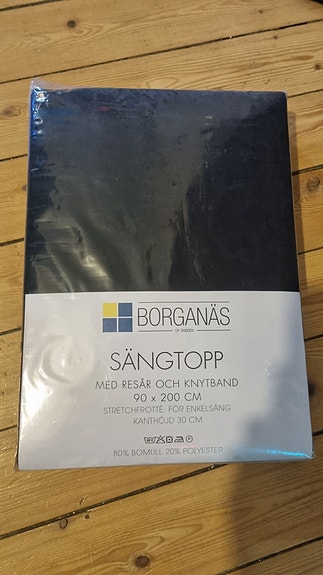 BORGANÄS
OF SWEDEN
SÄNGTOPP
MED RESÅR OCH KNYTBAND
90 x 200 CM
STRETCHFROTTÉ. FÖR ENKELSÄNG
KANTHÖJD 30 CM
80% BOMULL 20% POLYESTER